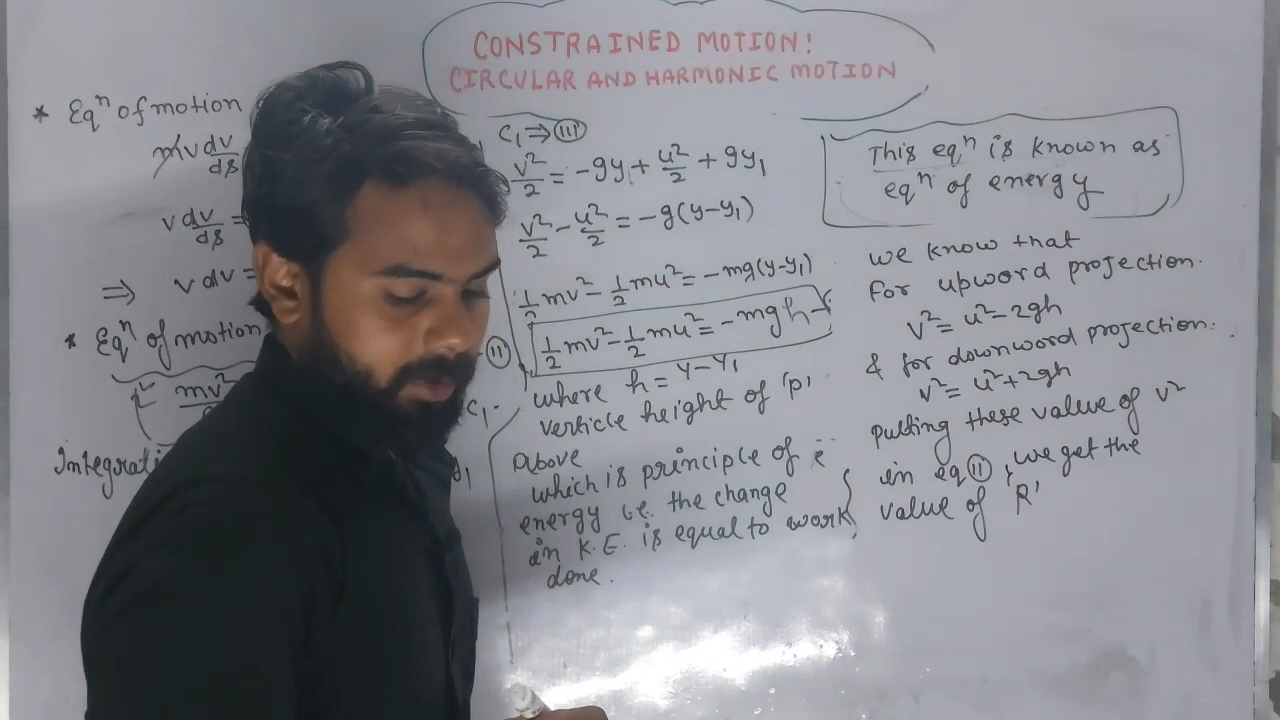 CONSTRAINED MOTION:
CIRCULAR AND HARMONIC MOTION
* Eqⁿ of motion
mv dv/ds
v dv/ds =
⇒ v dv =
* Eqⁿ of motion
mv²
Integrati
C₁ ⇒ III
v²/2 = -gy + u²/2 + gy₁
v²/2 - u²/2 = -g(y-y₁)
1/2 mv² - 1/2 mu² = -mg(y-y₁)
1/2 mv² - 1/2 mu² = -mgh
II
where h = y-y₁
C₁.
verticle height of 'p'
above
which is principle of
energy i.e. the change
in K.E. is equal to work
done.
This eqⁿ is known as
eqⁿ of energy
we know that
for upword projection.
v² = u² - 2gh
& for downword projection.
v² = u² + 2gh
putting these value of v²
in eq II, we get the
value of 'R'